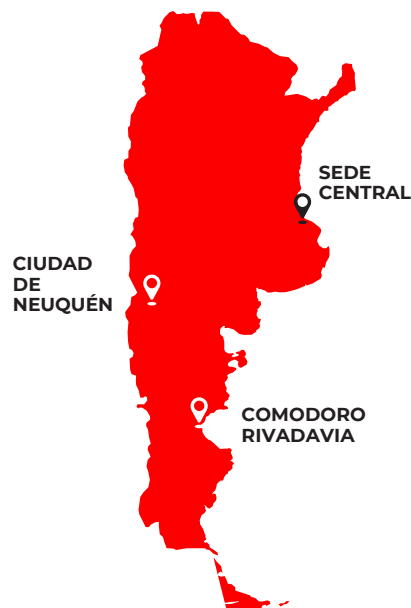 SEDE
CENTRAL
CIUDAD
DE
NEUQUÉN
COMODORO
RIVADAVIA